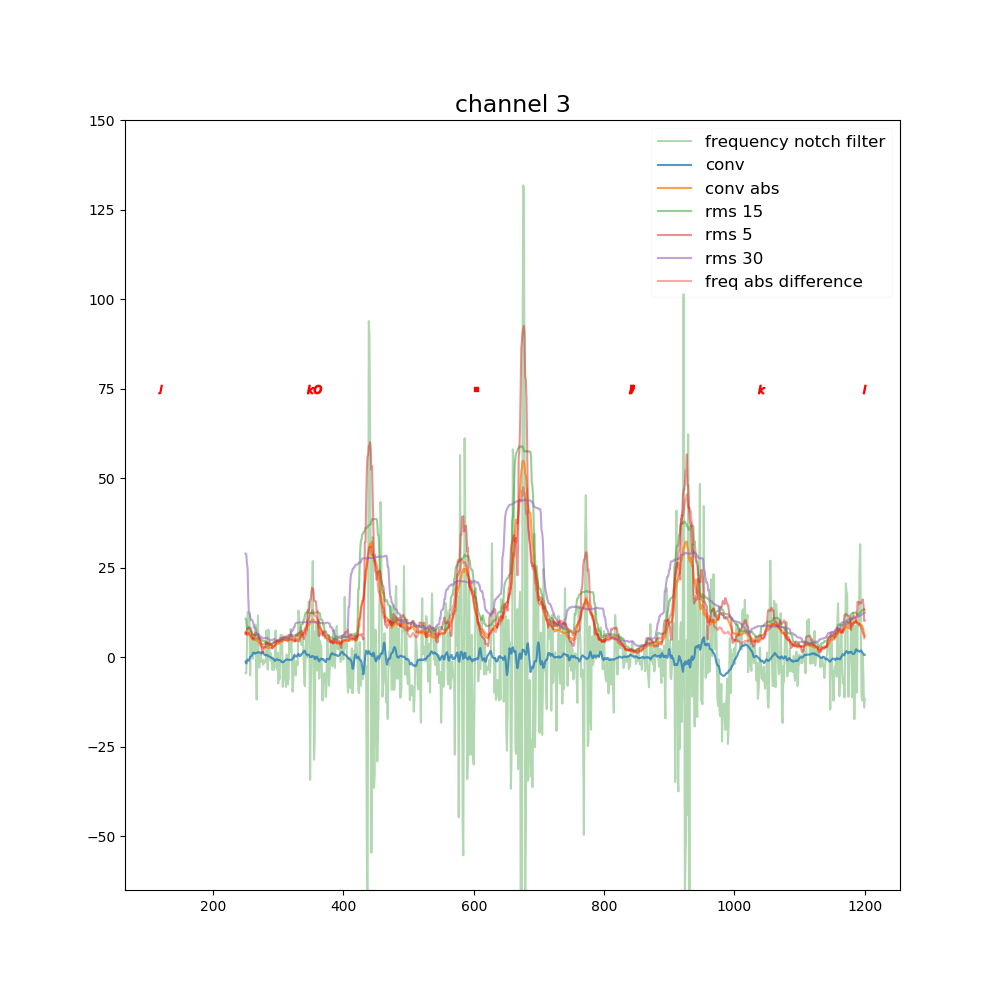 channel 3
150
125
100
75
50
25
0
−25
−50
frequency notch filter
conv
conv abs
rms 15
rms 5
rms 30
freq abs difference
k
l
200
400
600
800
1000
1200